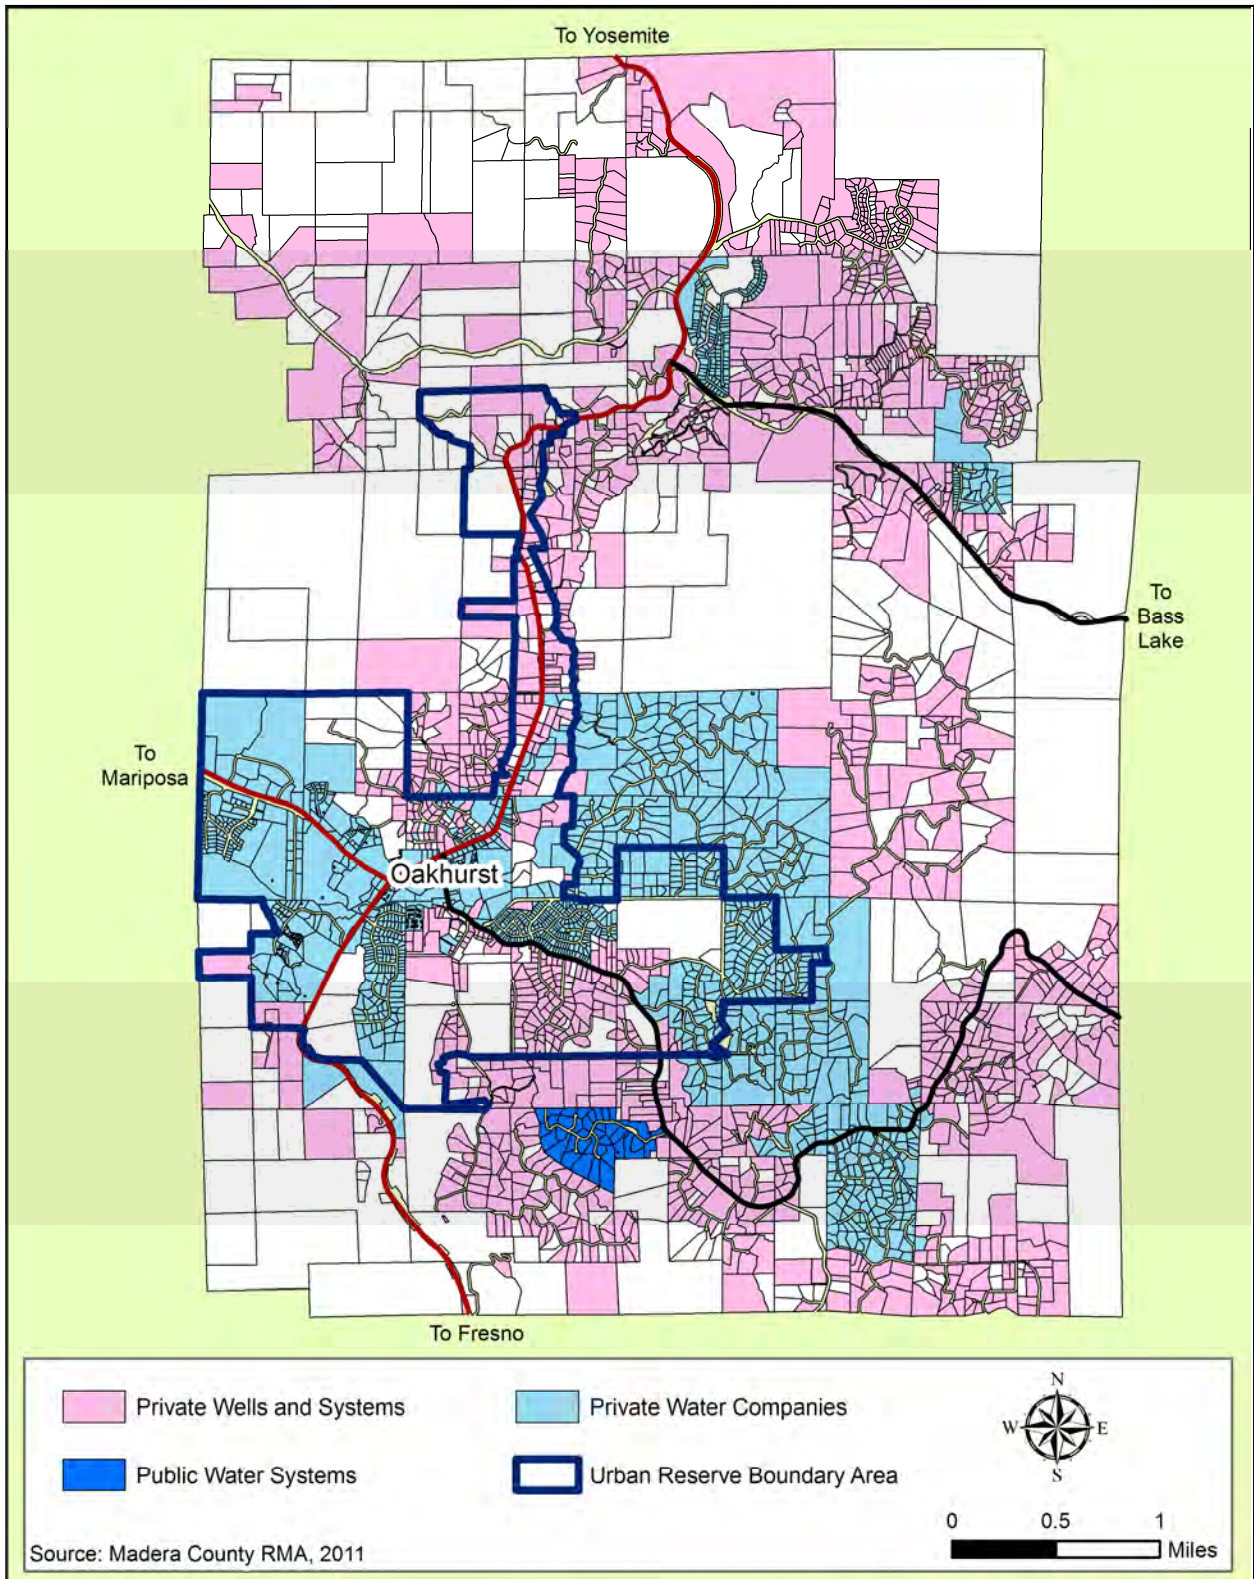 To Yosemite
To
Bass
Lake
To
Mariposa
Oakhurst
To Fresno
Private Wells and Systems
Private Water Companies
Public Water Systems
Urban Reserve Boundary Area
N
W
E
S
0 0.5 1
Miles
Source: Madera County RMA, 2011